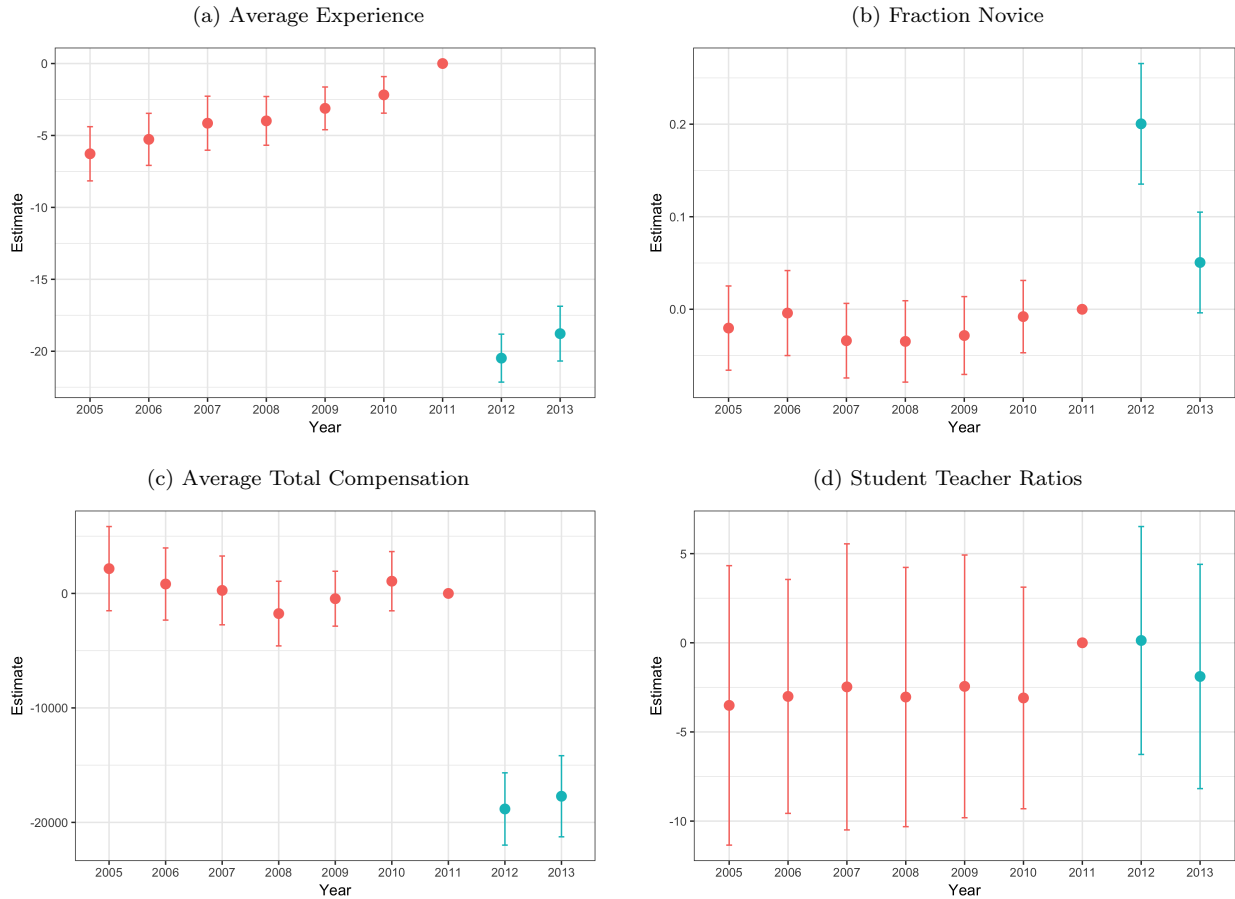 (a) Average Experience
Estimate
0
-5
-10
-15
-20
2005 2006 2007 2008 2009 2010 2011 2012 2013
Year
(b) Fraction Novice
Estimate
0.2
0.1
0.0
2005 2006 2007 2008 2009 2010 2011 2012 2013
Year
(c) Average Total Compensation
Estimate
0
-10000
-20000
2005 2006 2007 2008 2009 2010 2011 2012 2013
Year
(d) Student Teacher Ratios
Estimate
5
0
-5
-10
2005 2006 2007 2008 2009 2010 2011 2012 2013
Year